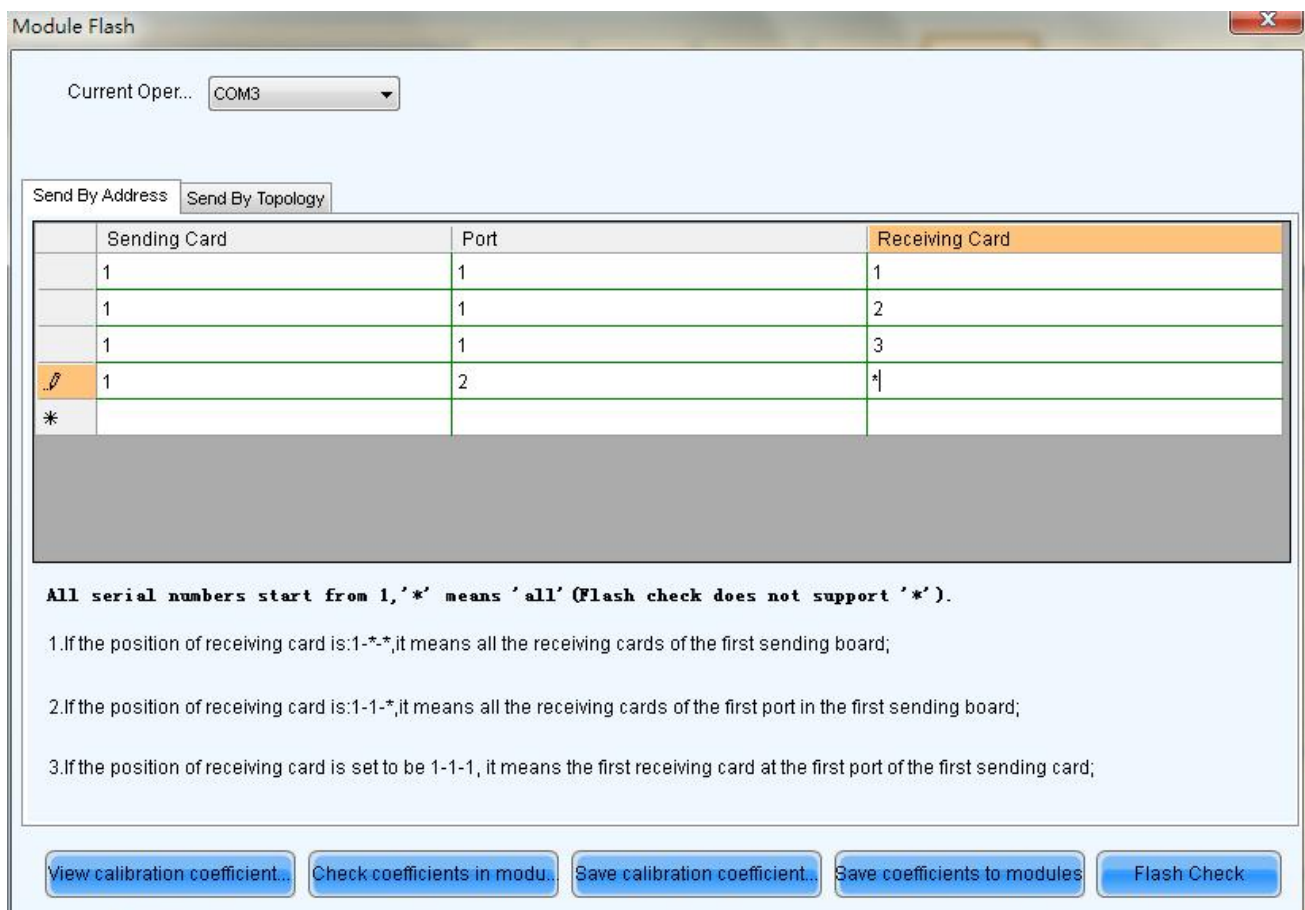 Module Flash
Current Oper... COM3
Send By Address Send By Topology
Sending Card Port Receiving Card
1 1 1
1 1 2
1 1 3
1 2 *
*
All serial numbers start from 1,'*' means 'all'(Flash check does not support '*').
1.If the position of receiving card is:1-*-*,it means all the receiving cards of the first sending board;
2.If the position of receiving card is:1-1-*,it means all the receiving cards of the first port in the first sending board;
3.If the position of receiving card is set to be 1-1-1, it means the first receiving card at the first port of the first sending card;
View calibration coefficient... Check coefficients in modu... Save calibration coefficient... Save coefficients to modules Flash Check